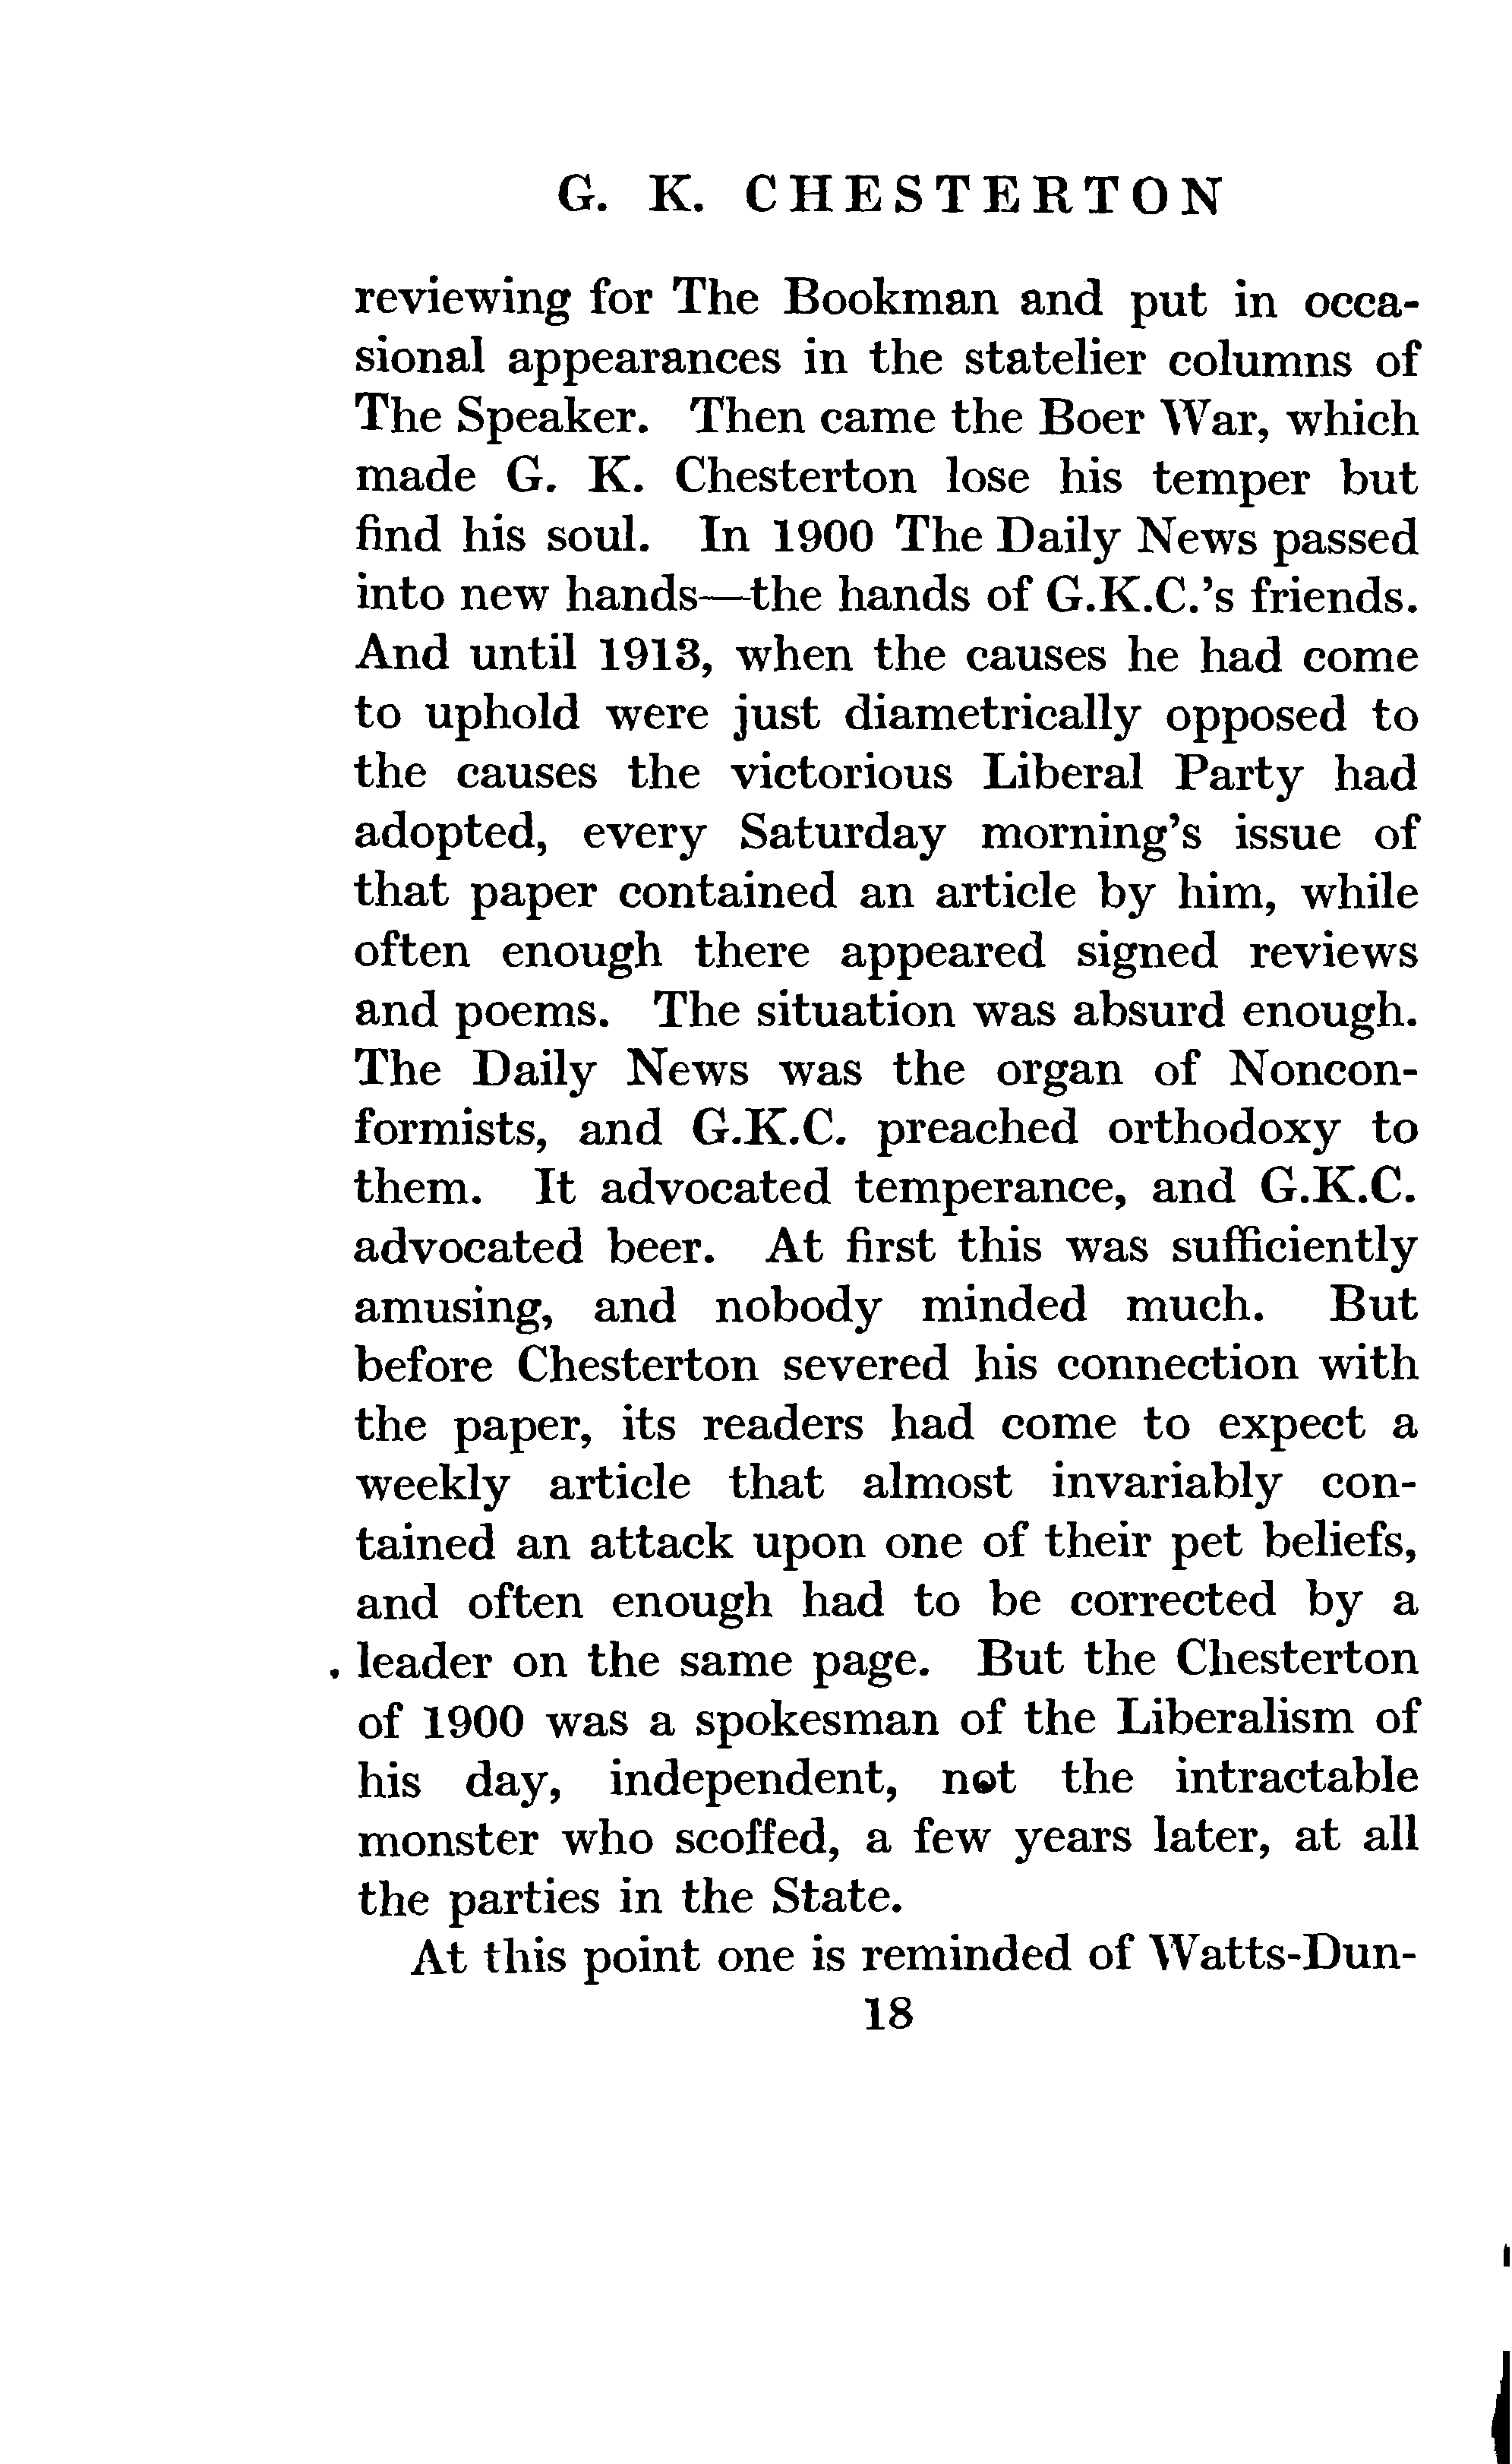 G. K. CHESTERTON
reviewing for The Bookman and put in occa-
sional appearances in the statelier columns of
The Speaker. Then came the Boer War, which
made G. K. Chesterton lose his temper but
find his soul. In 1900 The Daily News passed
into new hands—the hands of G.K.C.'s friends.
And until 1913, when the causes he had come
to uphold were just diametrically opposed to
the causes the victorious Liberal Party had
adopted, every Saturday morning's issue of
that paper contained an article by him, while
often enough there appeared signed reviews
and poems. The situation was absurd enough.
The Daily News was the organ of Noncon-
formists, and G.K.C. preached orthodoxy to
them. It advocated temperance, and G.K.C.
advocated beer. At first this was sufficiently
amusing, and nobody minded much. But
before Chesterton severed his connection with
the paper, its readers had come to expect a
weekly article that almost invariably con-
tained an attack upon one of their pet beliefs,
and often enough had to be corrected by a
leader on the same page. But the Chesterton
of 1900 was a spokesman of the Liberalism of
his day, independent, not the intractable
monster who scoffed, a few years later, at all
the parties in the State.
At this point one is reminded of Watts-Dun-
18